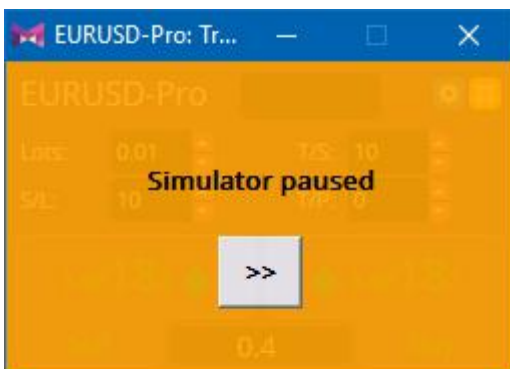 EURUSD-Pro: Tr...
EURUSD-Pro
Lots: 0.01 T/S: 10
Simulator paused
S/L: 10 T/P: 0
>>
0.4